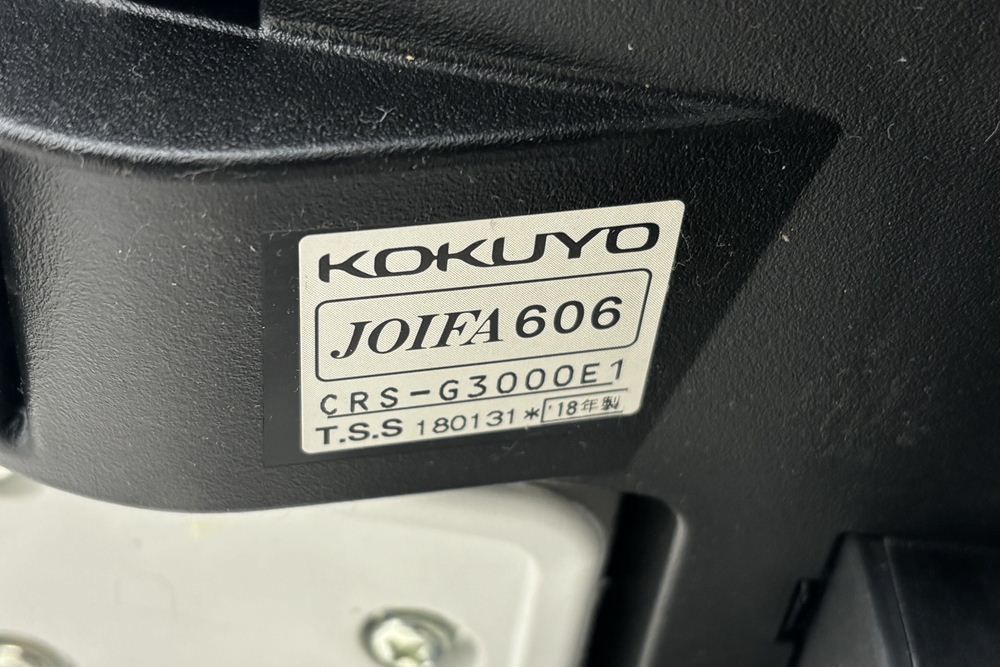 KOKUYO
JOIFA 606
CRS-G3000E1
T.S.S 180131* '18年製